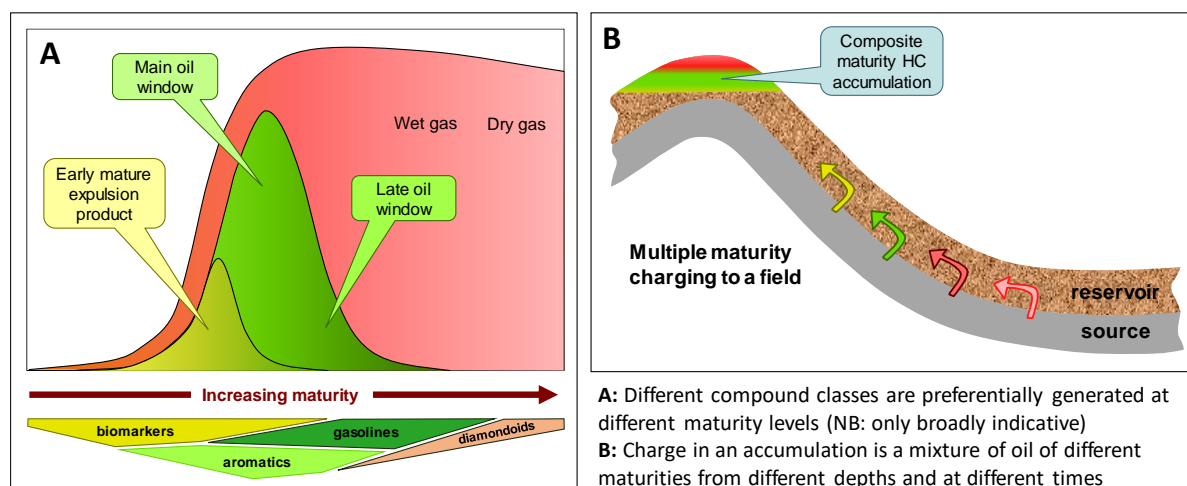 A
Main oil
window
Wet gas
Dry gas
Early mature
expulsion
product
Late oil
window
Increasing maturity
biomarkers
gasolines
diamondoids
aromatics
B
Composite
maturity HC
accumulation
Multiple maturity
charging to a field
reservoir
source
A: Different compound classes are preferentially generated at
different maturity levels (NB: only broadly indicative)
B: Charge in an accumulation is a mixture of oil of different
maturities from different depths and at different times